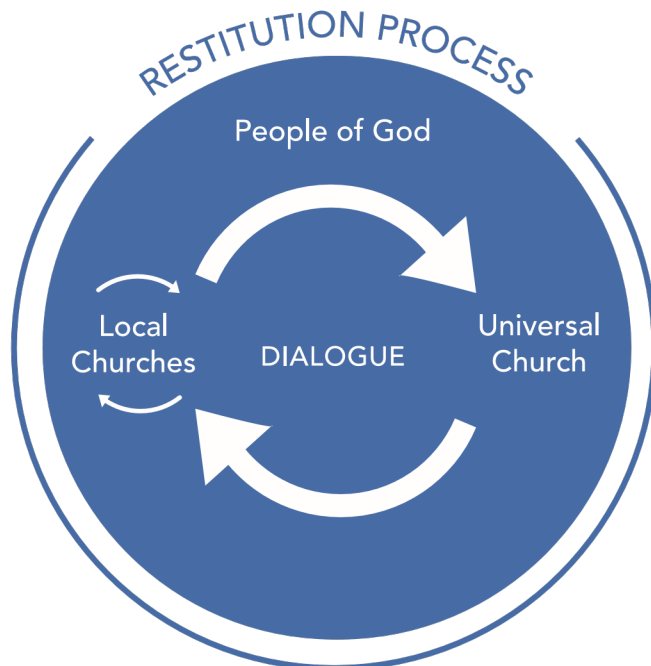 RESTITUTION PROCESS
People of God
Local
Churches
DIALOGUE
Universal
Church